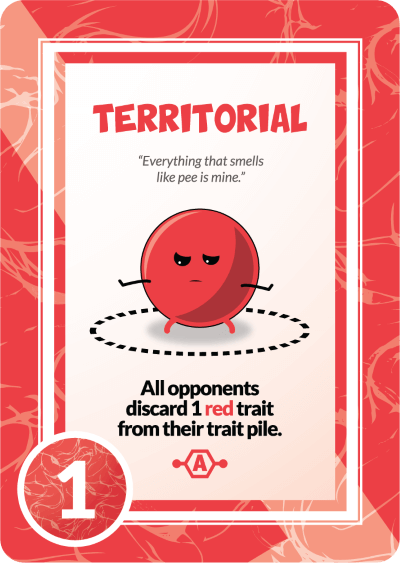 TERRITORIAL
“Everything that smells
like pee is mine.”
All opponents
discard 1 red trait
from their trait pile.
A
1